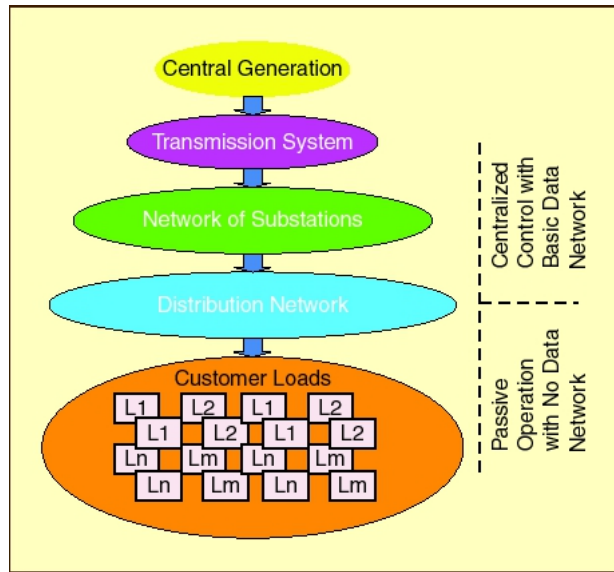 Central Generation
Transmission System
Network of Substations
Distribution Network
Customer Loads
L1 L2 L1 L2
L1 L2 L1 L2
Ln Lm Ln Lm
Ln Lm Ln Lm
Centralized
Control with
Basic Data
Network
Passive
Operation
with No Data
Network